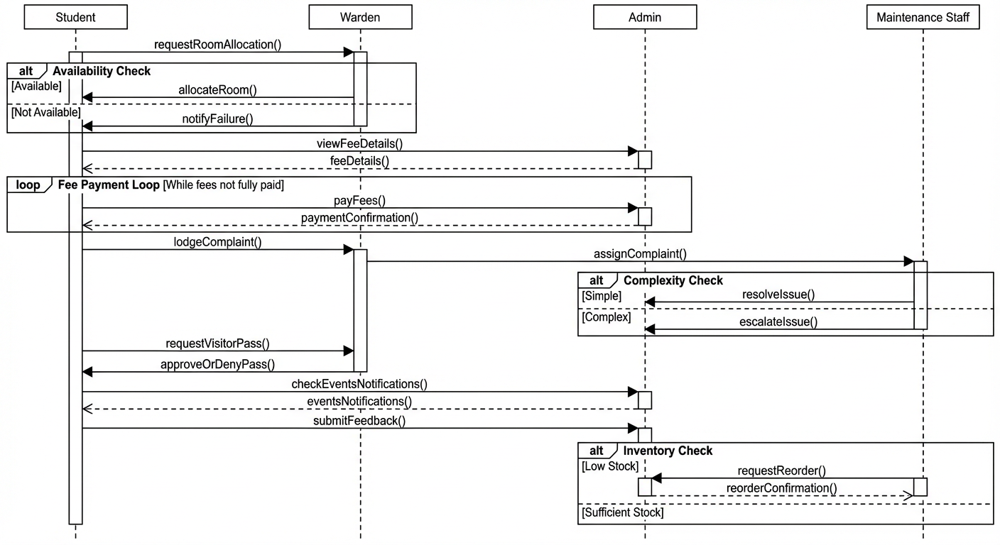 Student
Warden
Admin
Maintenance Staff
requestRoomAllocation()
alt Availability Check
[Available]
allocateRoom()
[Not Available]
notifyFailure()
viewFeeDetails()
feeDetails()
loop Fee Payment Loop [While fees not fully paid]
payFees()
paymentConfirmation()
lodgeComplaint()
assignComplaint()
alt Complexity Check
[Simple]
resolveIssue()
[Complex]
escalateIssue()
requestVisitorPass()
approveOrDenyPass()
checkEventsNotifications()
eventsNotifications()
submitFeedback()
alt Inventory Check
[Low Stock]
requestReorder()
reorderConfirmation()
[Sufficient Stock]